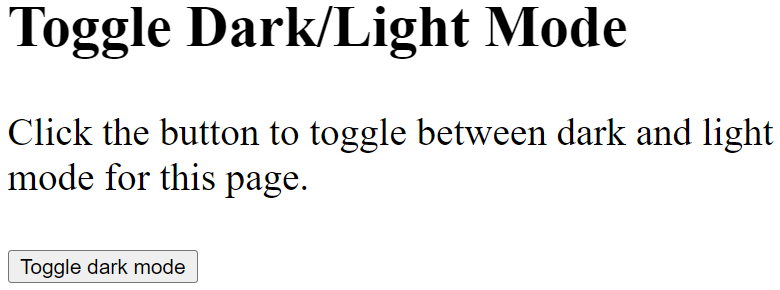 Toggle Dark/Light Mode
Click the button to toggle between dark and light
mode for this page.
Toggle dark mode